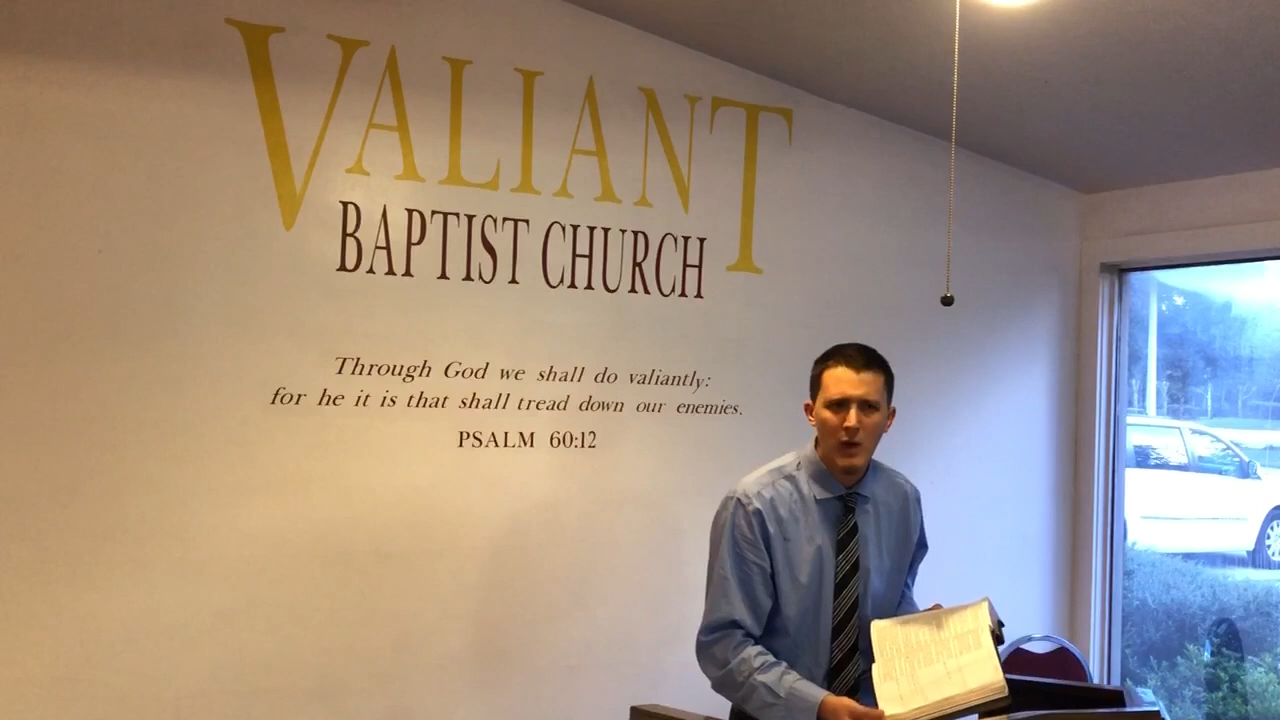 VALIANT
BAPTIST CHURCH
Through God we shall do valiantly:
for he it is that shall tread down our enemies.
PSALM 60:12